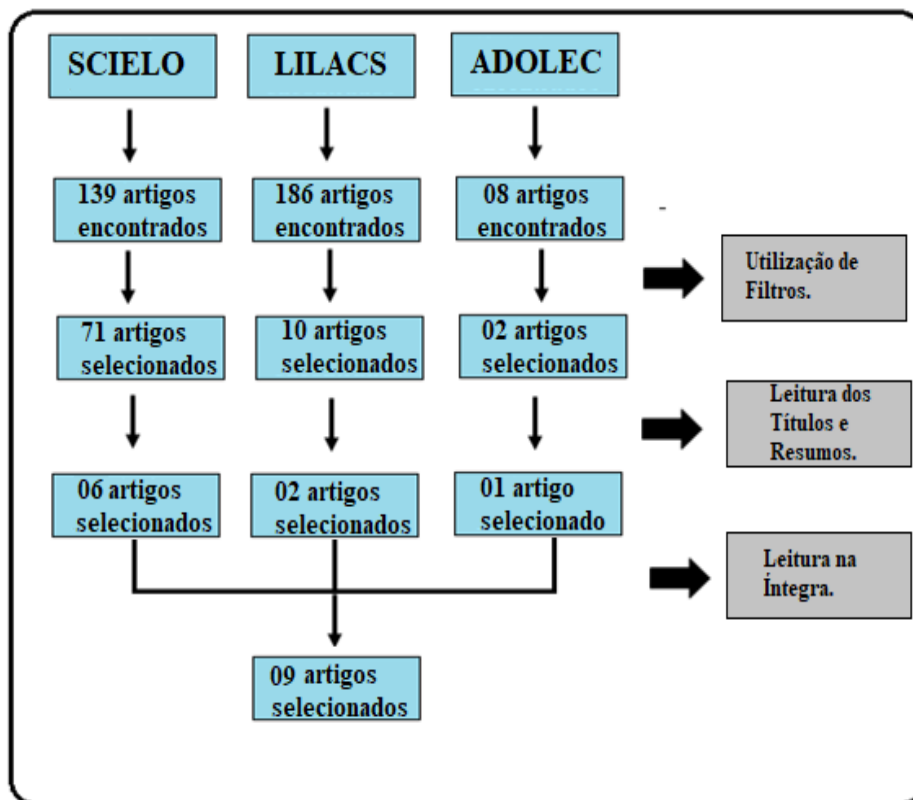 SCIELO
LILACS
ADOLEC
139 artigos
encontrados
186 artigos
encontrados
08 artigos
encontrados
Utilização de
Filtros.
71 artigos
selecionados
10 artigos
selecionados
02 artigos
selecionados
Leitura dos
Títulos e
Resumos.
06 artigos
selecionados
02 artigos
selecionados
01 artigo
selecionado
Leitura na
Íntegra.
09 artigos
selecionados